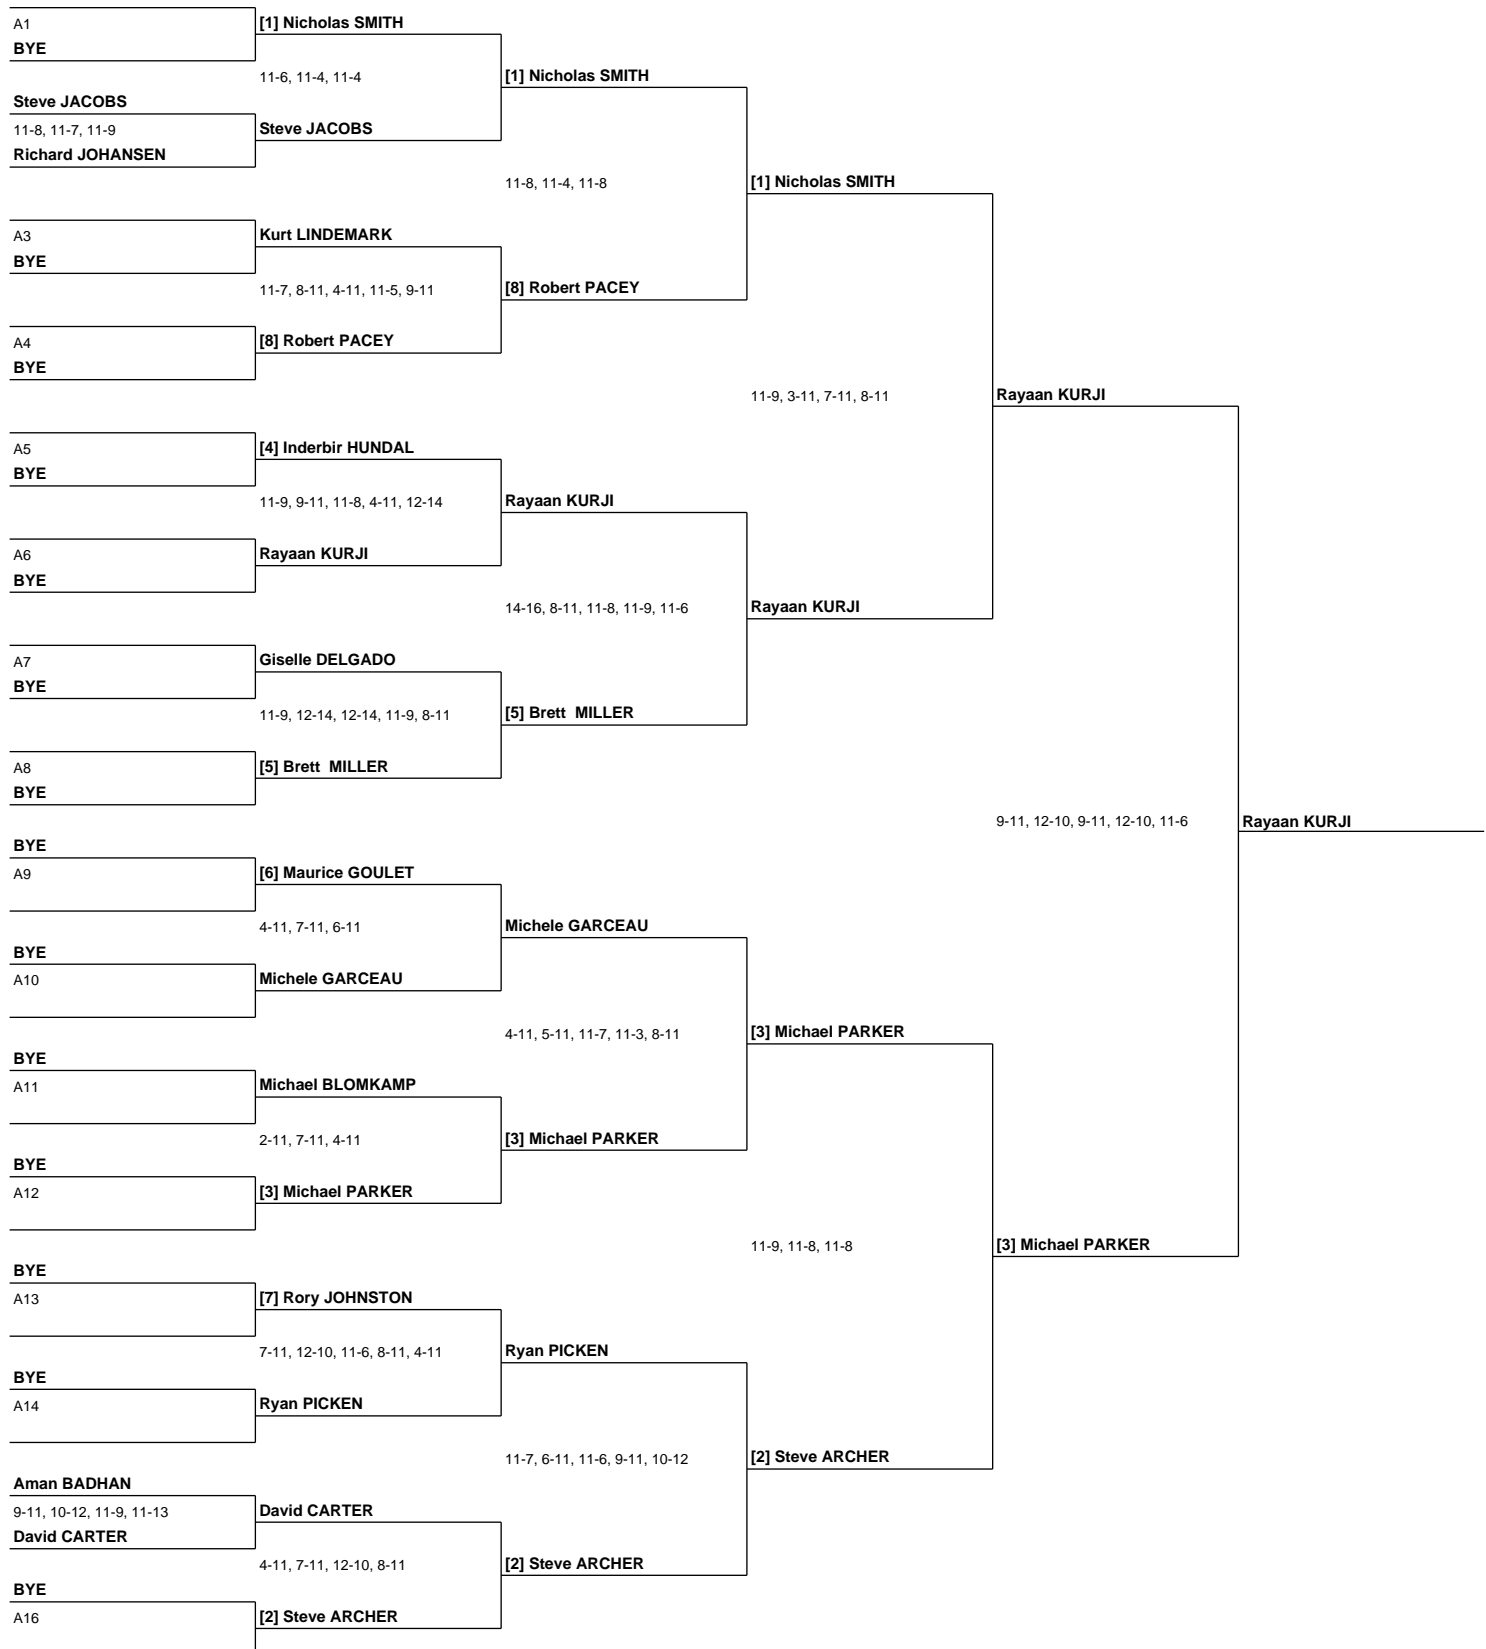 A1
BYE
[1] Nicholas SMITH
11-6, 11-4, 11-4
[1] Nicholas SMITH
Steve JACOBS
11-8, 11-7, 11-9
Richard JOHANSEN
Steve JACOBS
11-8, 11-4, 11-8
[1] Nicholas SMITH
A3
BYE
Kurt LINDEMARK
11-7, 8-11, 4-11, 11-5, 9-11
[8] Robert PACEY
A4
BYE
[8] Robert PACEY
11-9, 3-11, 7-11, 8-11
Rayaan KURJI
A5
BYE
[4] Inderbir HUNDAL
11-9, 9-11, 11-8, 4-11, 12-14
Rayaan KURJI
A6
BYE
Rayaan KURJI
14-16, 8-11, 11-8, 11-9, 11-6
Rayaan KURJI
A7
BYE
Giselle DELGADO
11-9, 12-14, 12-14, 11-9, 8-11
[5] Brett  MILLER
A8
BYE
[5] Brett  MILLER
9-11, 12-10, 9-11, 12-10, 11-6
Rayaan KURJI
BYE
A9
[6] Maurice GOULET
4-11, 7-11, 6-11
Michele GARCEAU
BYE
A10
Michele GARCEAU
4-11, 5-11, 11-7, 11-3, 8-11
[3] Michael PARKER
BYE
A11
Michael BLOMKAMP
2-11, 7-11, 4-11
[3] Michael PARKER
BYE
A12
[3] Michael PARKER
11-9, 11-8, 11-8
[3] Michael PARKER
BYE
A13
[7] Rory JOHNSTON
7-11, 12-10, 11-6, 8-11, 4-11
Ryan PICKEN
BYE
A14
Ryan PICKEN
11-7, 6-11, 11-6, 9-11, 10-12
[2] Steve ARCHER
Aman BADHAN
9-11, 10-12, 11-9, 11-13
David CARTER
David CARTER
4-11, 7-11, 12-10, 8-11
[2] Steve ARCHER
BYE
A16
[2] Steve ARCHER